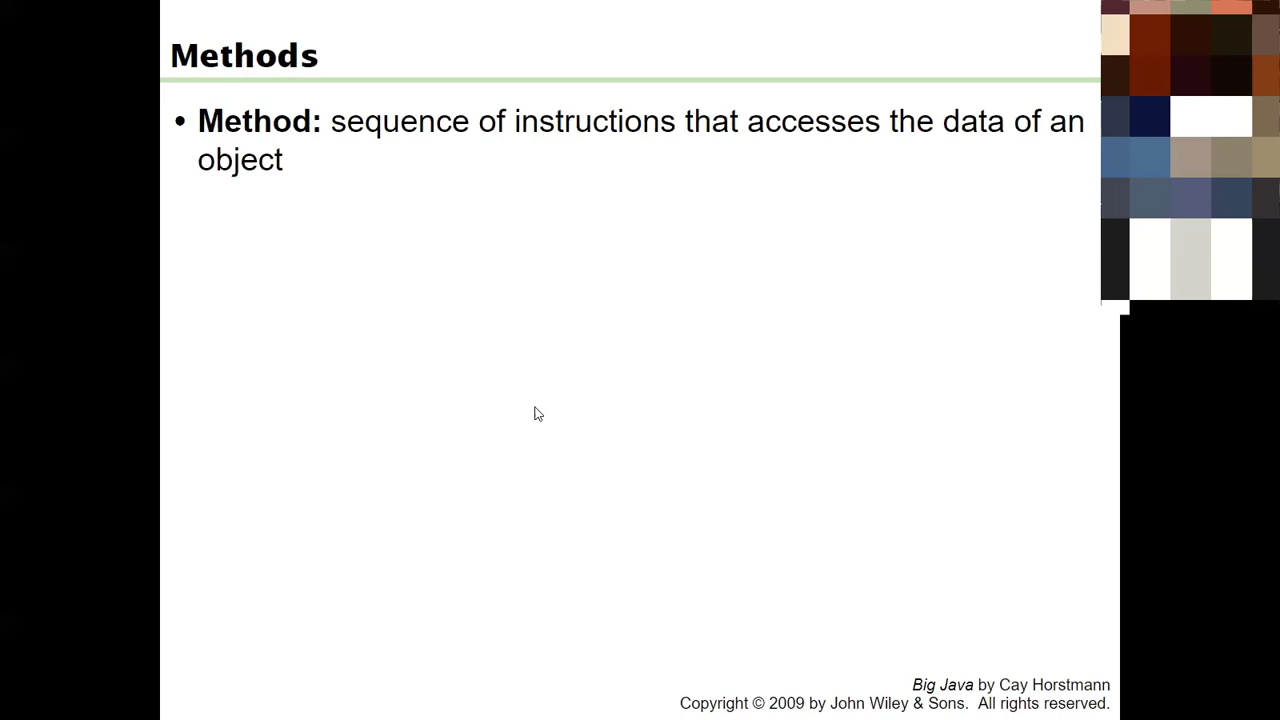 Methods
• Method: sequence of instructions that accesses the data of an
object
Big Java by Cay Horstmann
Copyright © 2009 by John Wiley & Sons. All rights reserved.